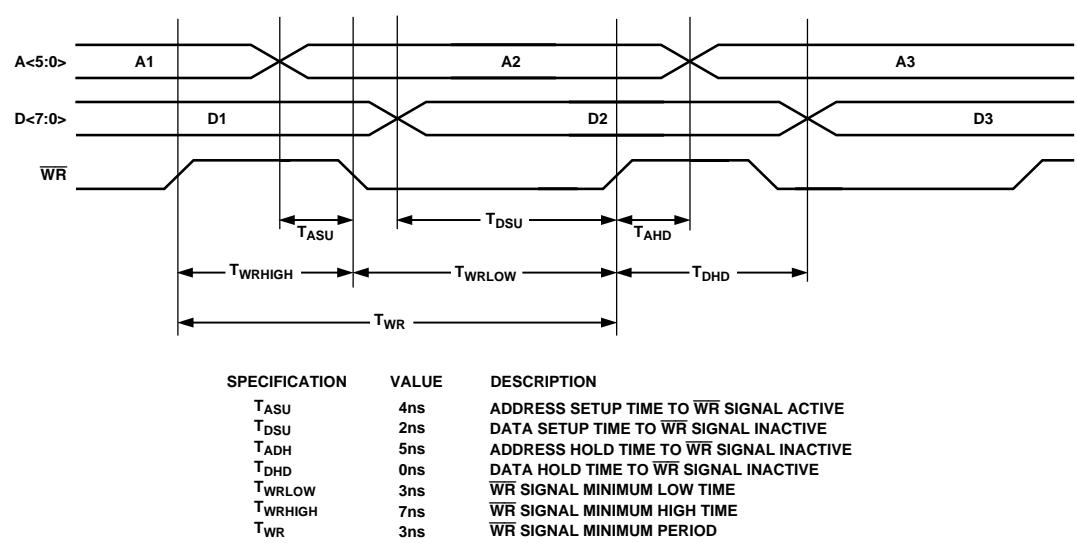 A<5:0> A1 A2 A3
D<7:0> D1 D2 D3
WR
TASU TDSU TAHD
TWRHIGH TWRLOW TDHD
TWR
SPECIFICATION VALUE DESCRIPTION
TASU 4ns ADDRESS SETUP TIME TO WR SIGNAL ACTIVE
TDSU 2ns DATA SETUP TIME TO WR SIGNAL INACTIVE
TADH 5ns ADDRESS HOLD TIME TO WR SIGNAL INACTIVE
TDHD 0ns DATA HOLD TIME TO WR SIGNAL INACTIVE
TWRLOW 3ns WR SIGNAL MINIMUM LOW TIME
TWRHIGH 7ns WR SIGNAL MINIMUM HIGH TIME
TWR 3ns WR SIGNAL MINIMUM PERIOD